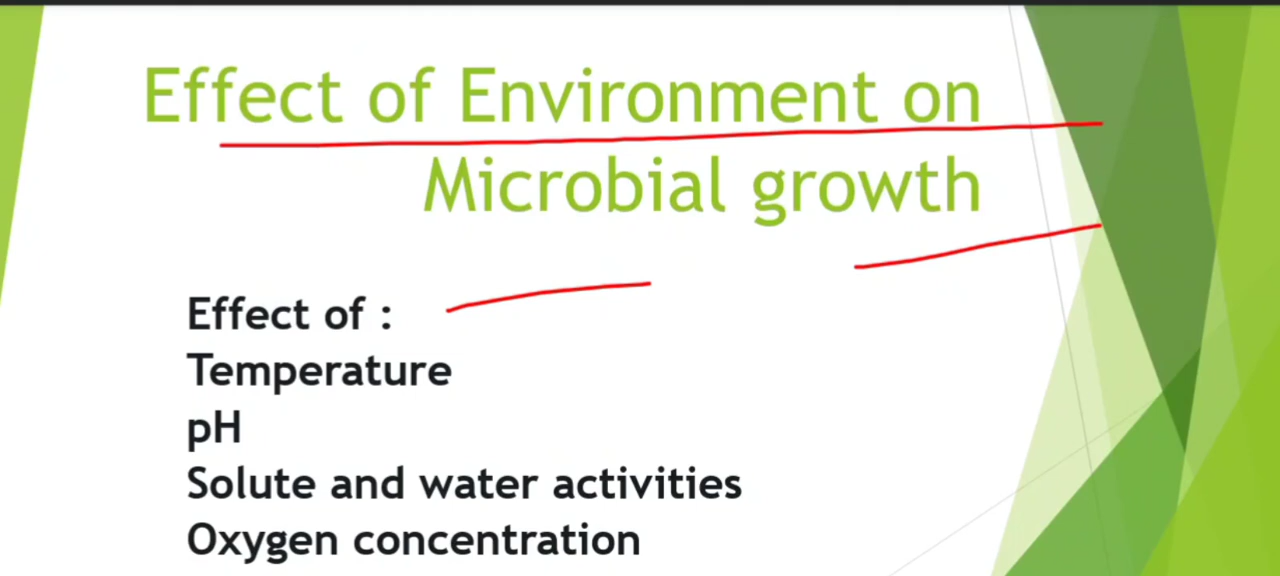 Effect of Environment on
Microbial growth
Effect of :
Temperature
pH
Solute and water activities
Oxygen concentration